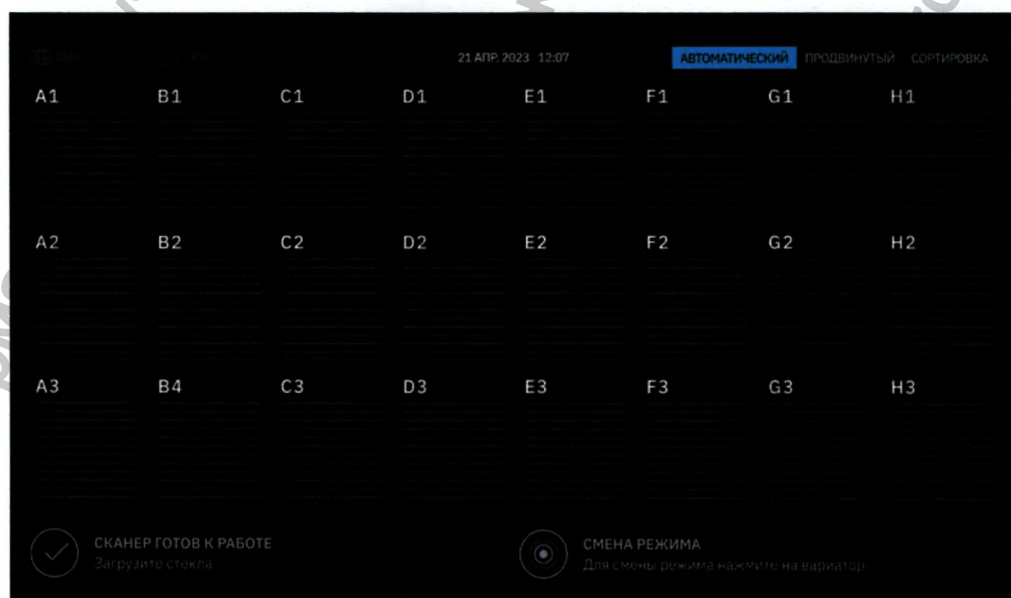 21 АПР. 2023 12:07 АВТОМАТИЧЕСКИЙ ПРОДВИНУТЫЙ СОРТИРОВКА
A1 B1 C1 D1 E1 F1 G1 H1
A2 B2 C2 D2 E2 F2 G2 H2
A3 B4 C3 D3 E3 F3 G3 H3
СКАНЕР ГОТОВ К РАБОТЕ
Загрузите стекла
СМЕНА РЕЖИМА
Для смены режима нажмите на вариатор